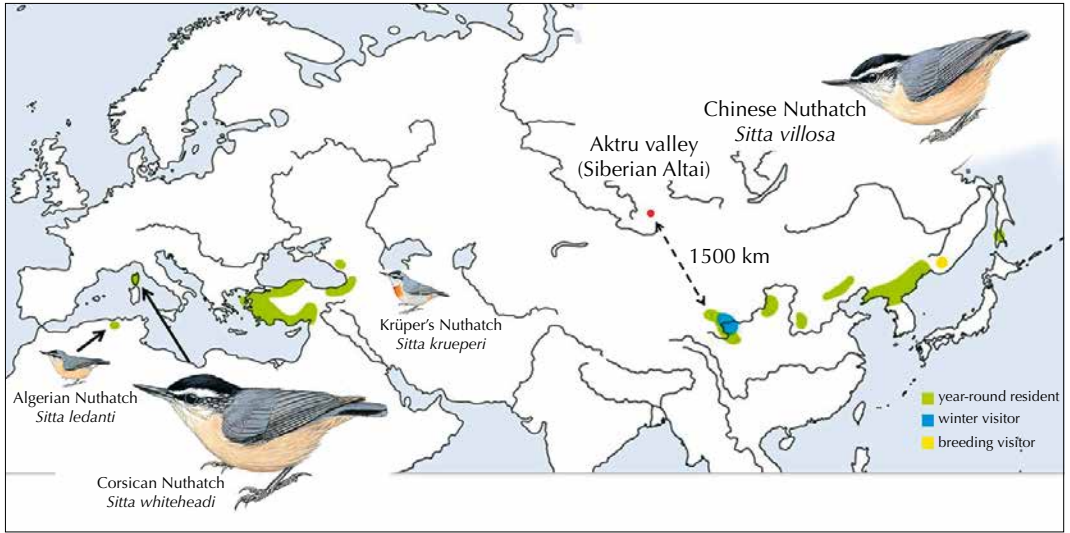 Chinese Nuthatch
Sitta villosa
Aktru valley
(Siberian Altai)
1500 km
Krüper's Nuthatch
Sitta krueperi
Algerian Nuthatch
Sitta ledanti
Corsican Nuthatch
Sitta whiteheadi
year-round resident
winter visitor
breeding visitor